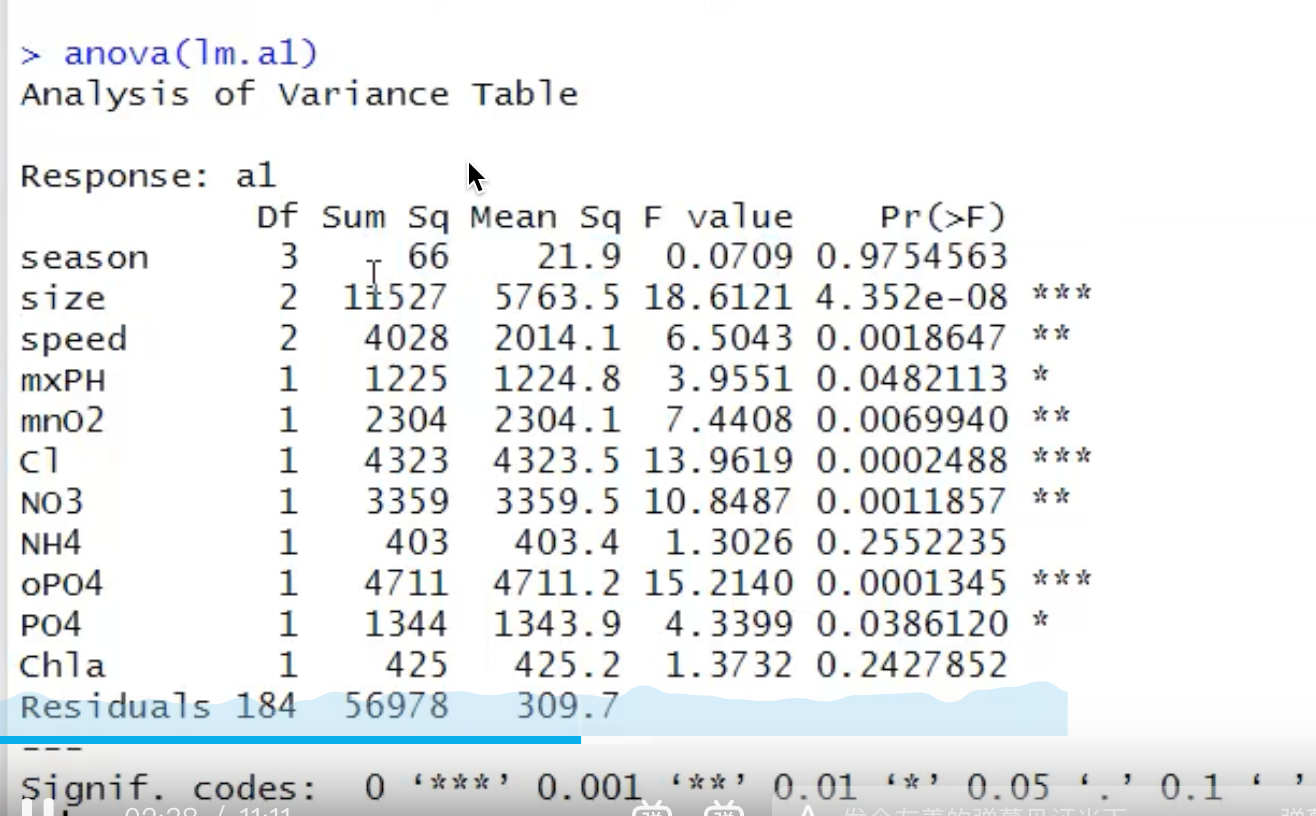 > anova(lm.a1)
Analysis of Variance Table
Response: a1
Df Sum Sq Mean Sq F value Pr(>F)
season 3 66 21.9 0.0709 0.9754563
size 2 11527 5763.5 18.6121 4.352e-08 ***
speed 2 4028 2014.1 6.5043 0.0018647 **
mxPH 1 1225 1224.8 3.9551 0.0482113 *
mnO2 1 2304 2304.1 7.4408 0.0069940 **
Cl 1 4323 4323.5 13.9619 0.0002488 ***
NO3 1 3359 3359.5 10.8487 0.0011857 **
NH4 1 403 403.4 1.3026 0.2552235
oPO4 1 4711 4711.2 15.2140 0.0001345 ***
PO4 1 1344 1343.9 4.3399 0.0386120 *
Chla 1 425 425.2 1.3732 0.2427852
Residuals 184 56978 309.7
---
Signif. codes: 0 ‘***’ 0.001 ‘**’ 0.01 ‘*’ 0.05 ‘.’ 0.1 ‘ ’